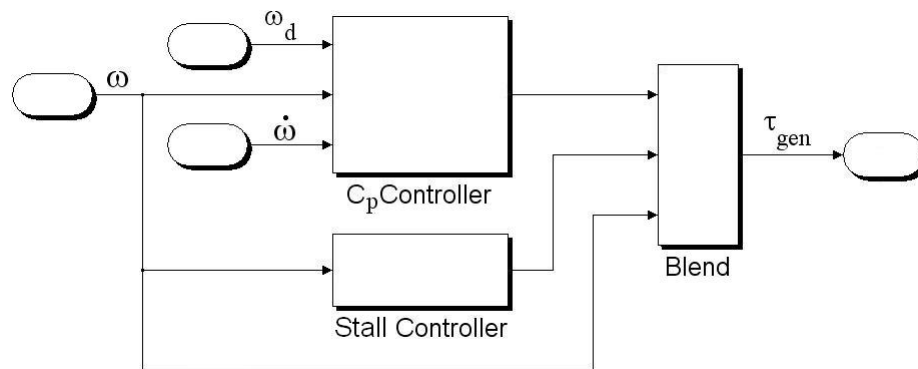 ω_d
ω
ω̇
C_pController
Stall Controller
τ_gen
Blend